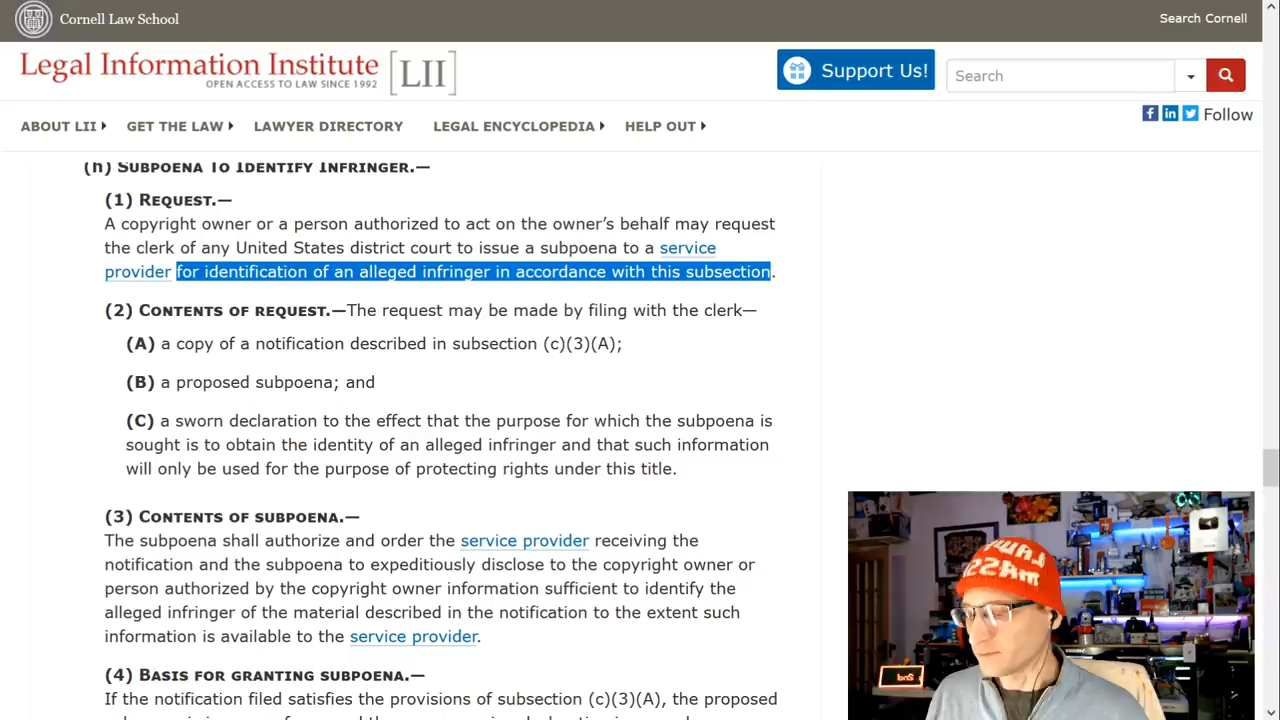 Cornell Law School
Search Cornell
Legal Information Institute [LII]
OPEN ACCESS TO LAW SINCE 1992
Support Us!
Search
ABOUT LII
GET THE LAW
LAWYER DIRECTORY
LEGAL ENCYCLOPEDIA
HELP OUT
Follow
(h) SUBPOENA TO IDENTIFY INFRINGER.—
(1) REQUEST.—
A copyright owner or a person authorized to act on the owner’s behalf may request
the clerk of any United States district court to issue a subpoena to a service
provider for identification of an alleged infringer in accordance with this subsection.
(2) CONTENTS OF REQUEST.—The request may be made by filing with the clerk—
(A) a copy of a notification described in subsection (c)(3)(A);
(B) a proposed subpoena; and
(C) a sworn declaration to the effect that the purpose for which the subpoena is
sought is to obtain the identity of an alleged infringer and that such information
will only be used for the purpose of protecting rights under this title.
(3) CONTENTS OF SUBPOENA.—
The subpoena shall authorize and order the service provider receiving the
notification and the subpoena to expeditiously disclose to the copyright owner or
person authorized by the copyright owner information sufficient to identify the
alleged infringer of the material described in the notification to the extent such
information is available to the service provider.
(4) BASIS FOR GRANTING SUBPOENA.—
If the notification filed satisfies the provisions of subsection (c)(3)(A), the proposed